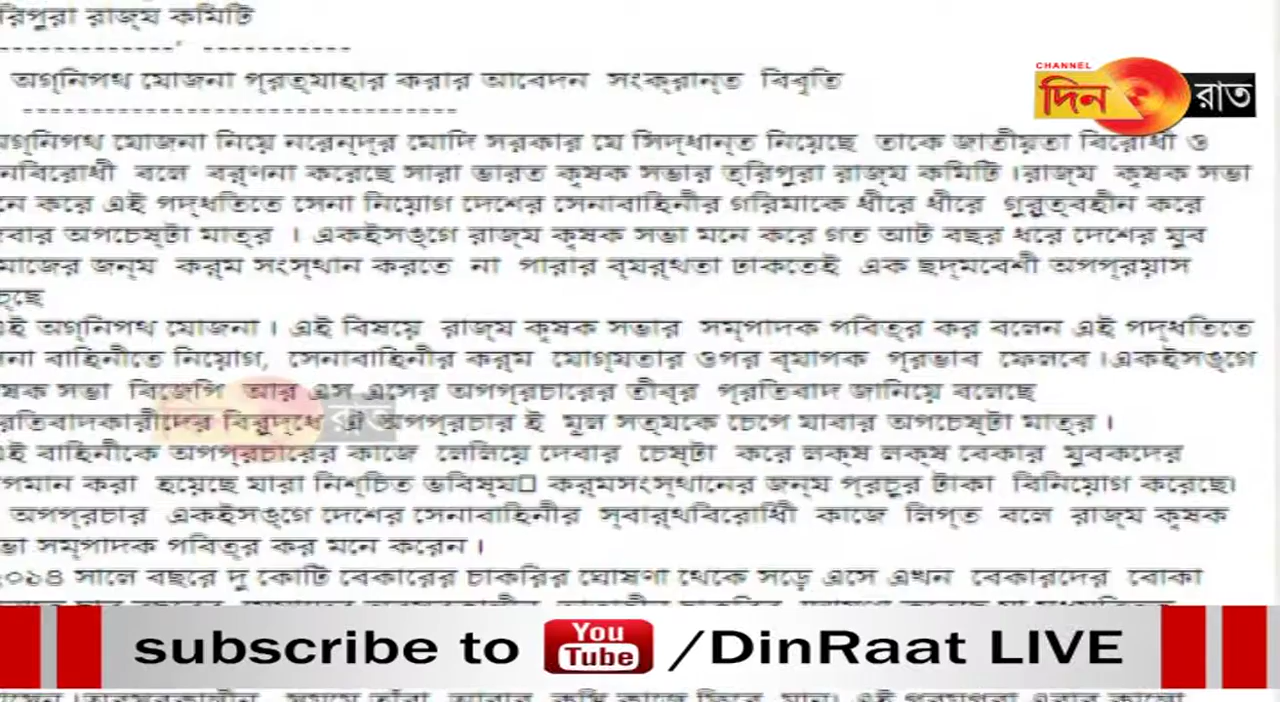 রিপুরা রাজ্য কমিটি
------------' -----------
অগ্নিপথ যোজনা প্রত্যাহার করার আবেদন সংক্রান্ত বিবৃতি
--------------------------------
CHANNEL
দিন রাত
অগ্নিপথ যোজনা নিয়ে নরেন্দ্র মোদি সরকার যে সিদ্ধান্ত নিয়েছে তাকে জাতীয়তা বিরোধী ও
নবিরোধী বলে বর্ণনা করেছে সারা ভারত কৃষক সভার ত্রিপুরা রাজ্য কমিটি ।রাজ্য কৃষক সভা
নে করে এই পদ্ধতিতে সেনা নিয়োগ দেশের সেনাবাহিনীর গরিমাকে ধীরে ধীরে গুরুত্বহীন করে
দেবার অপচেষ্টা মাত্র । একইসঙ্গে রাজ্য কৃষক সভা মনে করে গত আট বছর ধরে দেশের যুব
মাজের জন্য কর্ম সংস্থান করতে না পারার ব্যর্থতা ঢাকতেই এক ছদ্মবেশী অপপ্রয়াস
চ্ছে
এই অগ্নিপথ যোজনা । এই বিষয়ে রাজ্য কৃষক সভার সম্পাদক পবিত্র কর বলেন এই পদ্ধতিতে
না বাহিনীতে নিয়োগ, সেনাবাহিনীর কর্ম যোগ্যতার ওপর ব্যাপক প্রভাব ফেলবে ।একইসঙ্গে
ষক সভা বিজেপি আর এস এসের অপপ্রচারের তীব্র প্রতিবাদ জানিয়ে বলেছে
রতিবাদকারীদের বিরুদ্ধে এ অপপ্রচার ই মূল সত্যকে চেপে যাবার অপচেষ্টা মাত্র ।
এই বাহিনীকে অপপ্রচারের কাজে লেলিয়ে দেবার চেষ্টা করে লক্ষ লক্ষ বেকার যুবকদের
পমান করা হয়েছে যারা নিশ্চিত ভবিষ্য কর্মসংস্থানের জন্য প্রচুর টাকা বিনিয়োগ করেছে৷
অপপ্রচার একইসঙ্গে দেশের সেনাবাহিনীর স্বার্থবিরোধী কাজে লিপ্ত বলে রাজ্য কৃষক
ভা সম্পাদক পবিত্র কর মনে করেন ।
২০১৪ সালে বছরে দু কোটি বেকারের চাকরির ঘোষণা থেকে সড়ে এসে এখন বেকারদের বোকা
subscribe to YouTube /DinRaat LIVE